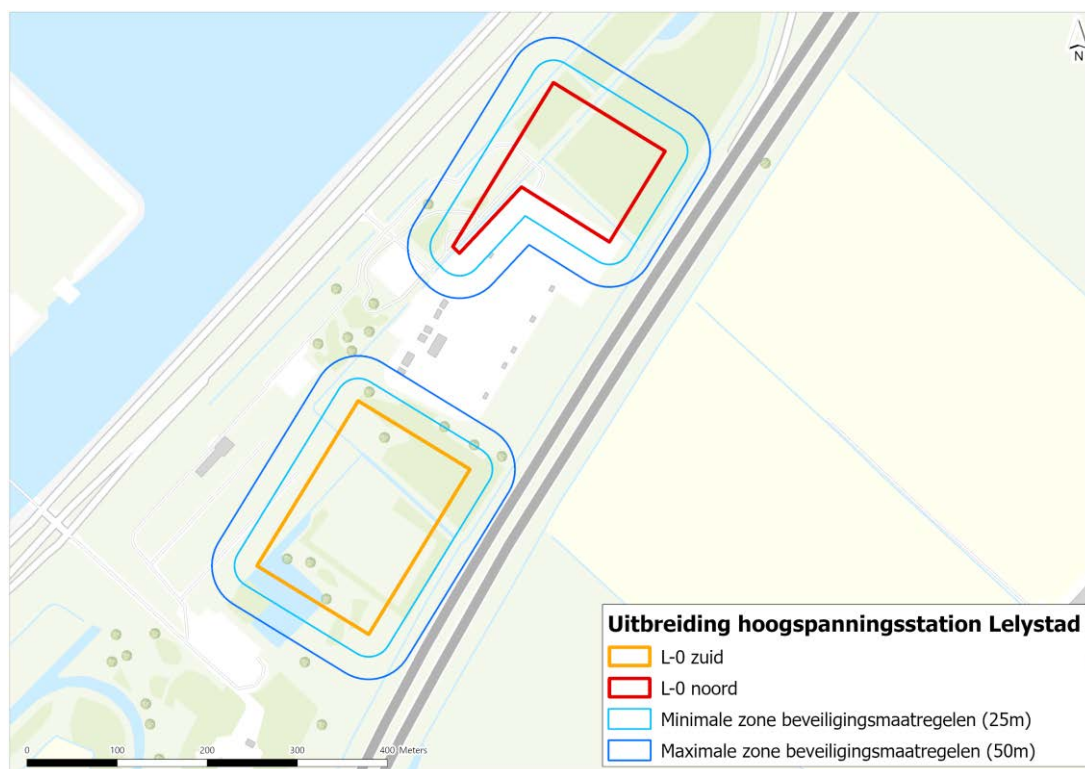 N
Uitbreiding hoogspanningsstation Lelystad
L-0 zuid
L-0 noord
Minimale zone beveiligingsmaatregelen (25m)
Maximale zone beveiligingsmaatregelen (50m)
0 100 200 300 400 Meters